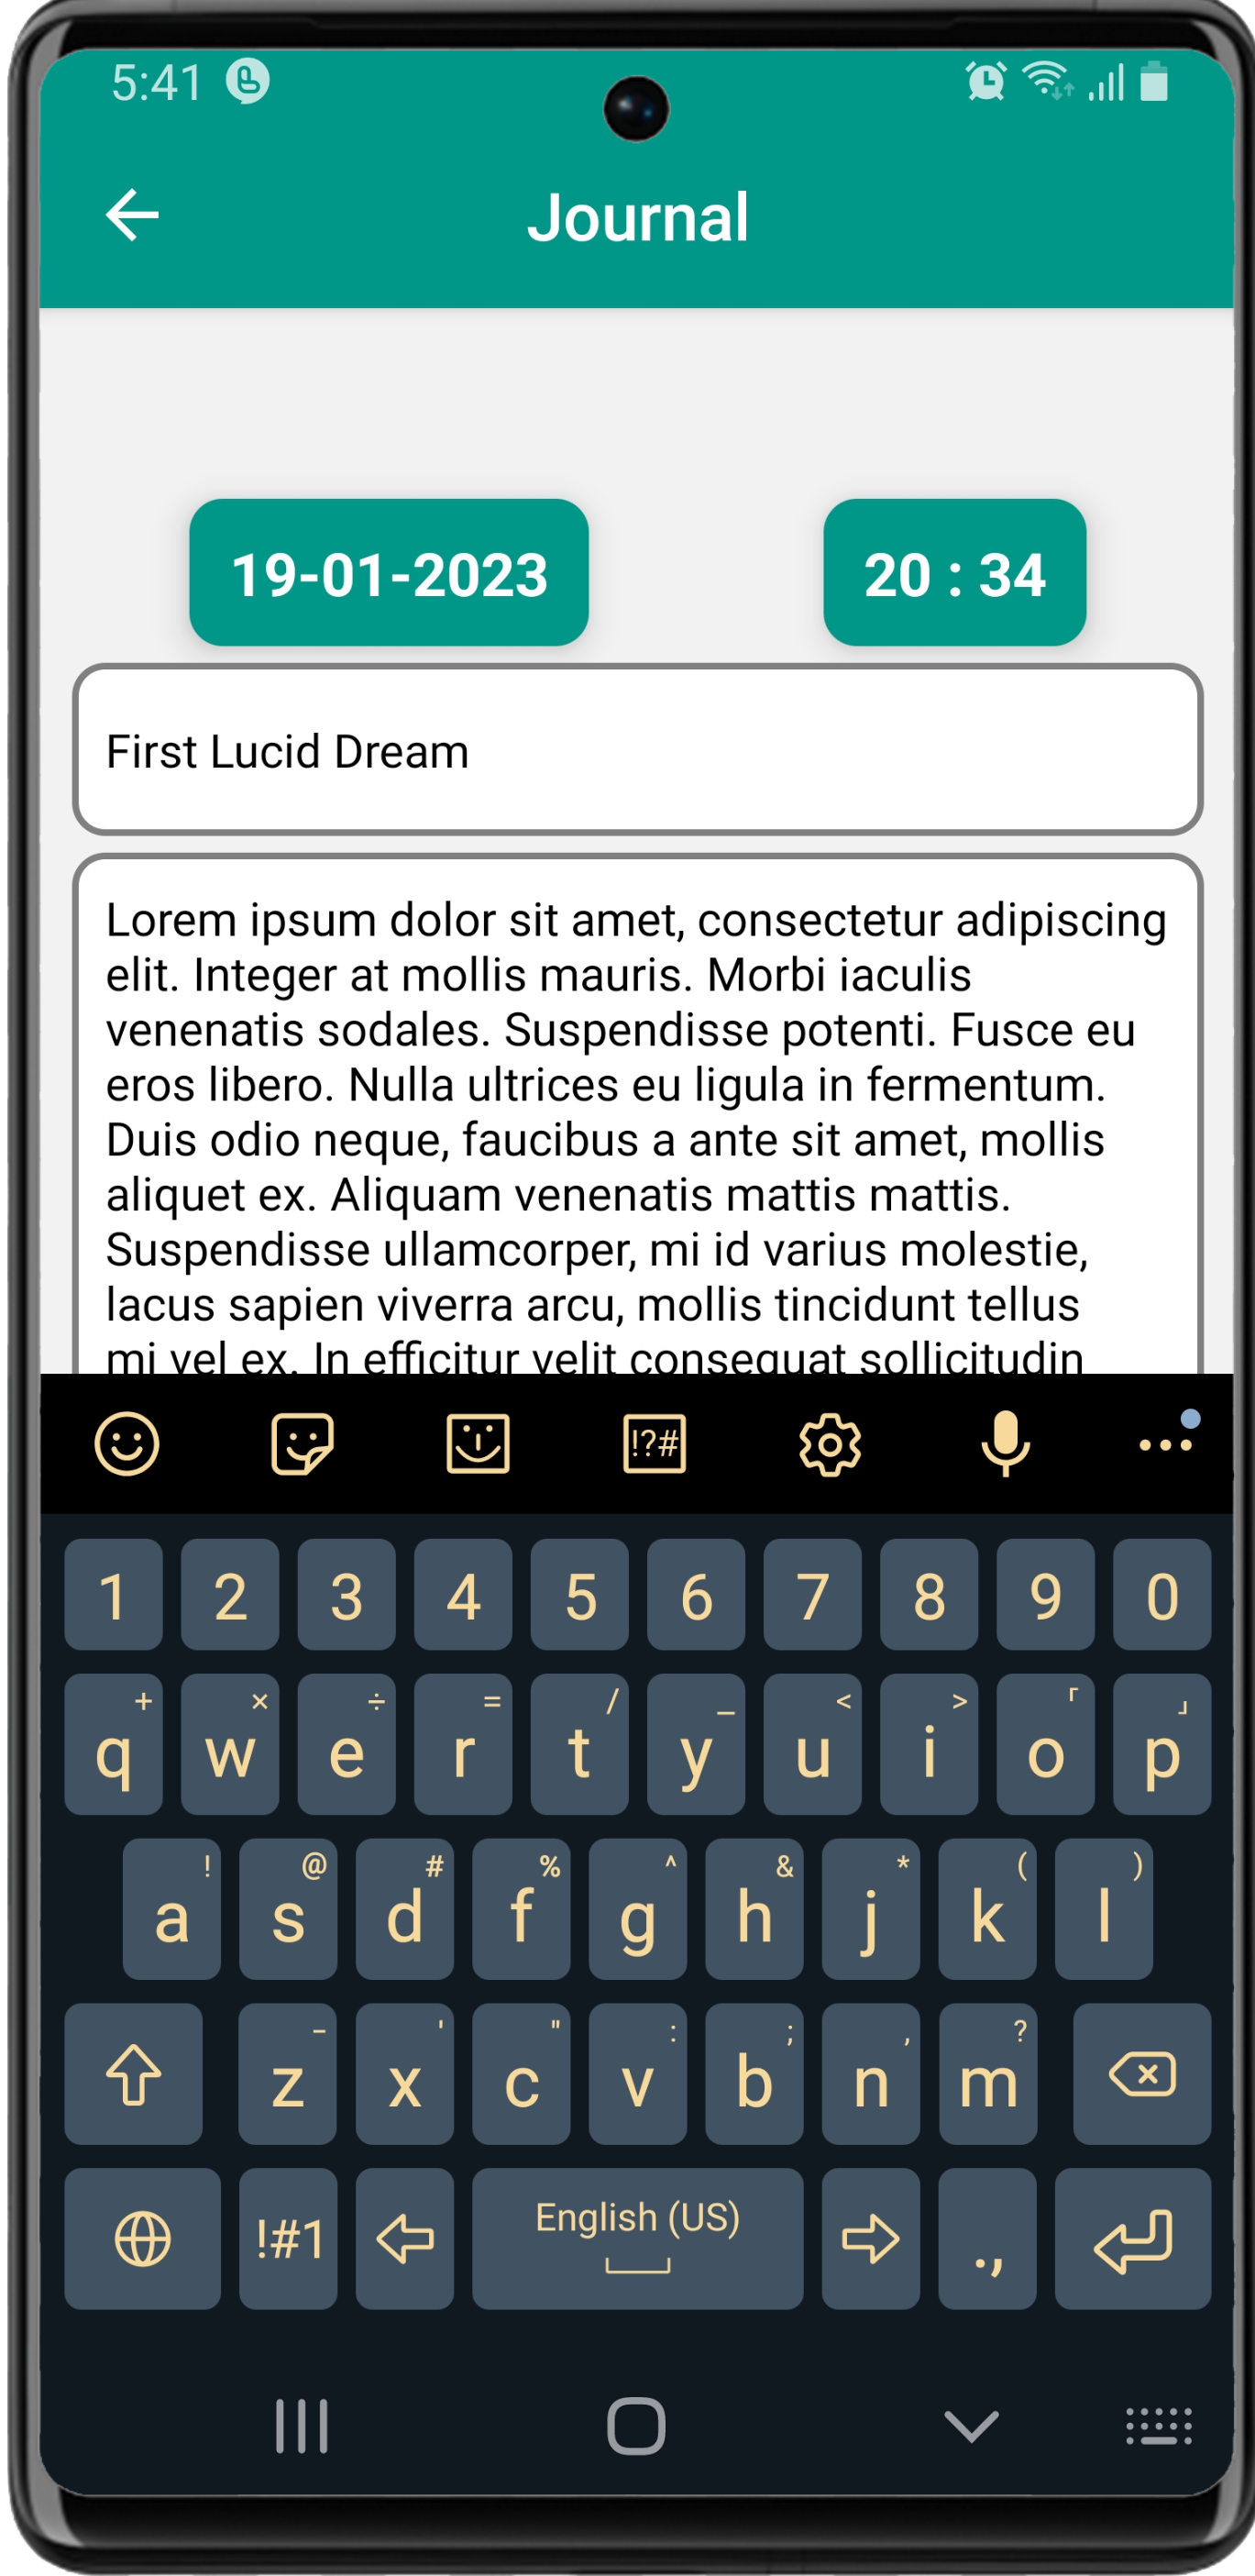 5:41
Journal
19-01-2023
20 : 34
First Lucid Dream
Lorem ipsum dolor sit amet, consectetur adipiscing
elit. Integer at mollis mauris. Morbi iaculis
venenatis sodales. Suspendisse potenti. Fusce eu
eros libero. Nulla ultrices eu ligula in fermentum.
Duis odio neque, faucibus a ante sit amet, mollis
aliquet ex. Aliquam venenatis mattis mattis.
Suspendisse ullamcorper, mi id varius molestie,
lacus sapien viverra arcu, mollis tincidunt tellus
mi vel ex. In efficitur velit consequat sollicitudin
!?#
1 2 3 4 5 6 7 8 9 0
+ × ÷ = / _ < > ｢ ｣
q w e r t y u i o p
! @ # % ^ & * ( )
a s d f g h j k l
- ' " : ; , ?
z x c v b n m
!#1 English (US) .,